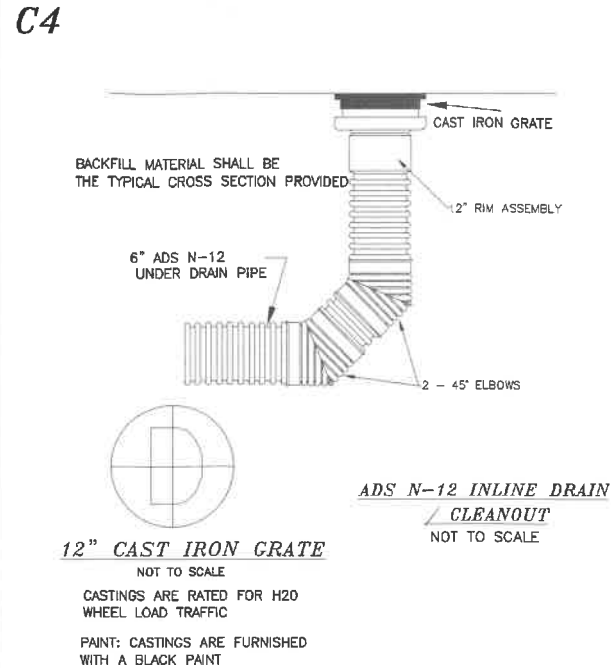 C4
CAST IRON GRATE
BACKFILL MATERIAL SHALL BE
THE TYPICAL CROSS SECTION PROVIDED
12" RIM ASSEMBLY
6" ADS N-12
UNDER DRAIN PIPE
2 - 45° ELBOWS
D
ADS N-12 INLINE DRAIN
/ CLEANOUT
NOT TO SCALE
12" CAST IRON GRATE
NOT TO SCALE
CASTINGS ARE RATED FOR H20
WHEEL LOAD TRAFFIC
PAINT: CASTINGS ARE FURNISHED
WITH A BLACK PAINT